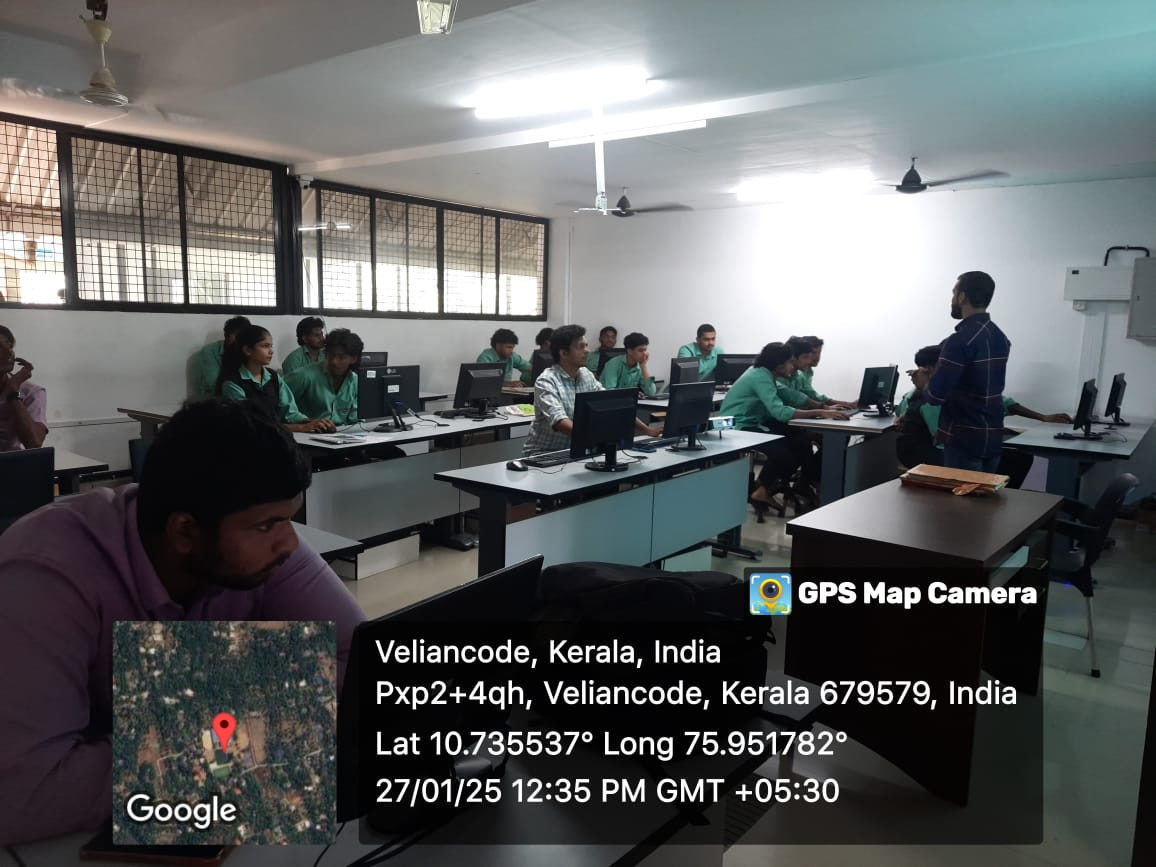 GPS Map Camera
Veliancode, Kerala, India
Pxp2+4qh, Veliancode, Kerala 679579, India
Lat 10.735537° Long 75.951782°
27/01/25 12:35 PM GMT +05:30
Google